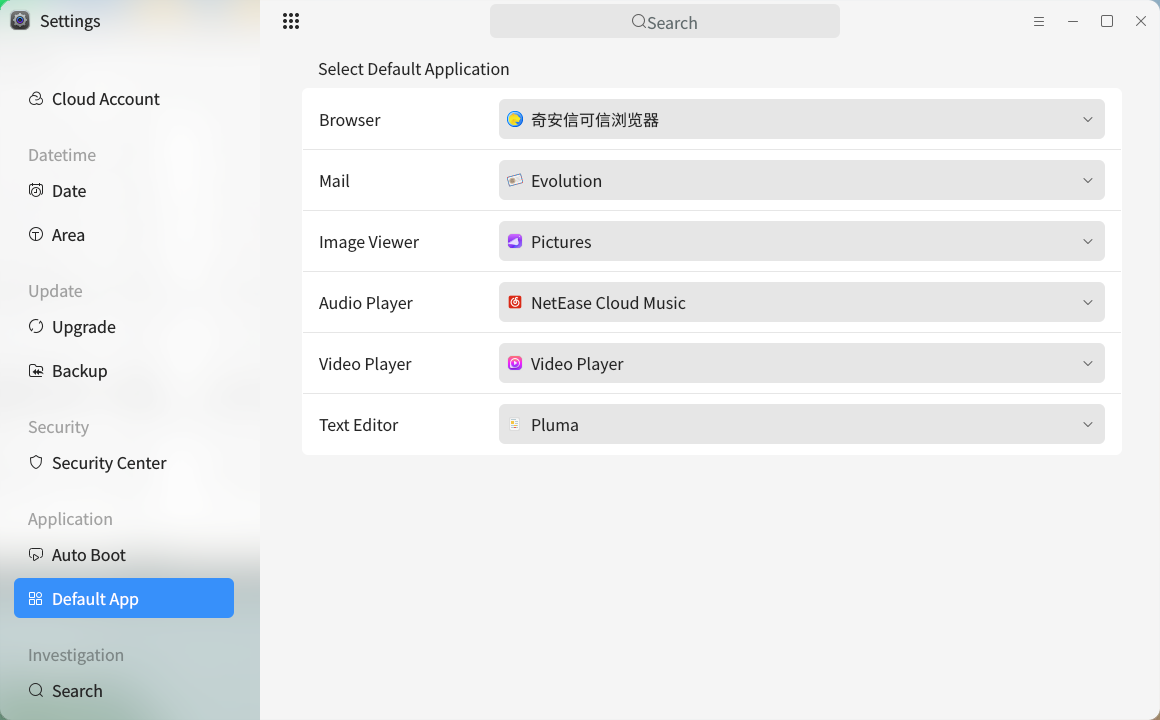 Settings
Search
Cloud Account
Datetime
Date
Area
Update
Upgrade
Backup
Security
Security Center
Application
Auto Boot
Default App
Investigation
Search
Select Default Application
Browser 奇安信可信浏览器
Mail Evolution
Image Viewer Pictures
Audio Player NetEase Cloud Music
Video Player Video Player
Text Editor Pluma